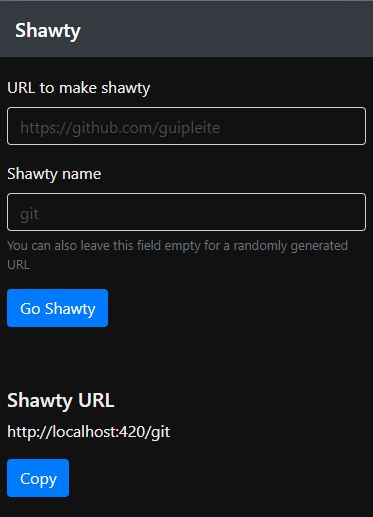 Shawty
URL to make shawty
https://github.com/guipleite
Shawty name
git
You can also leave this field empty for a randomly generated
URL
Go Shawty
Shawty URL
http://localhost:420/git
Copy